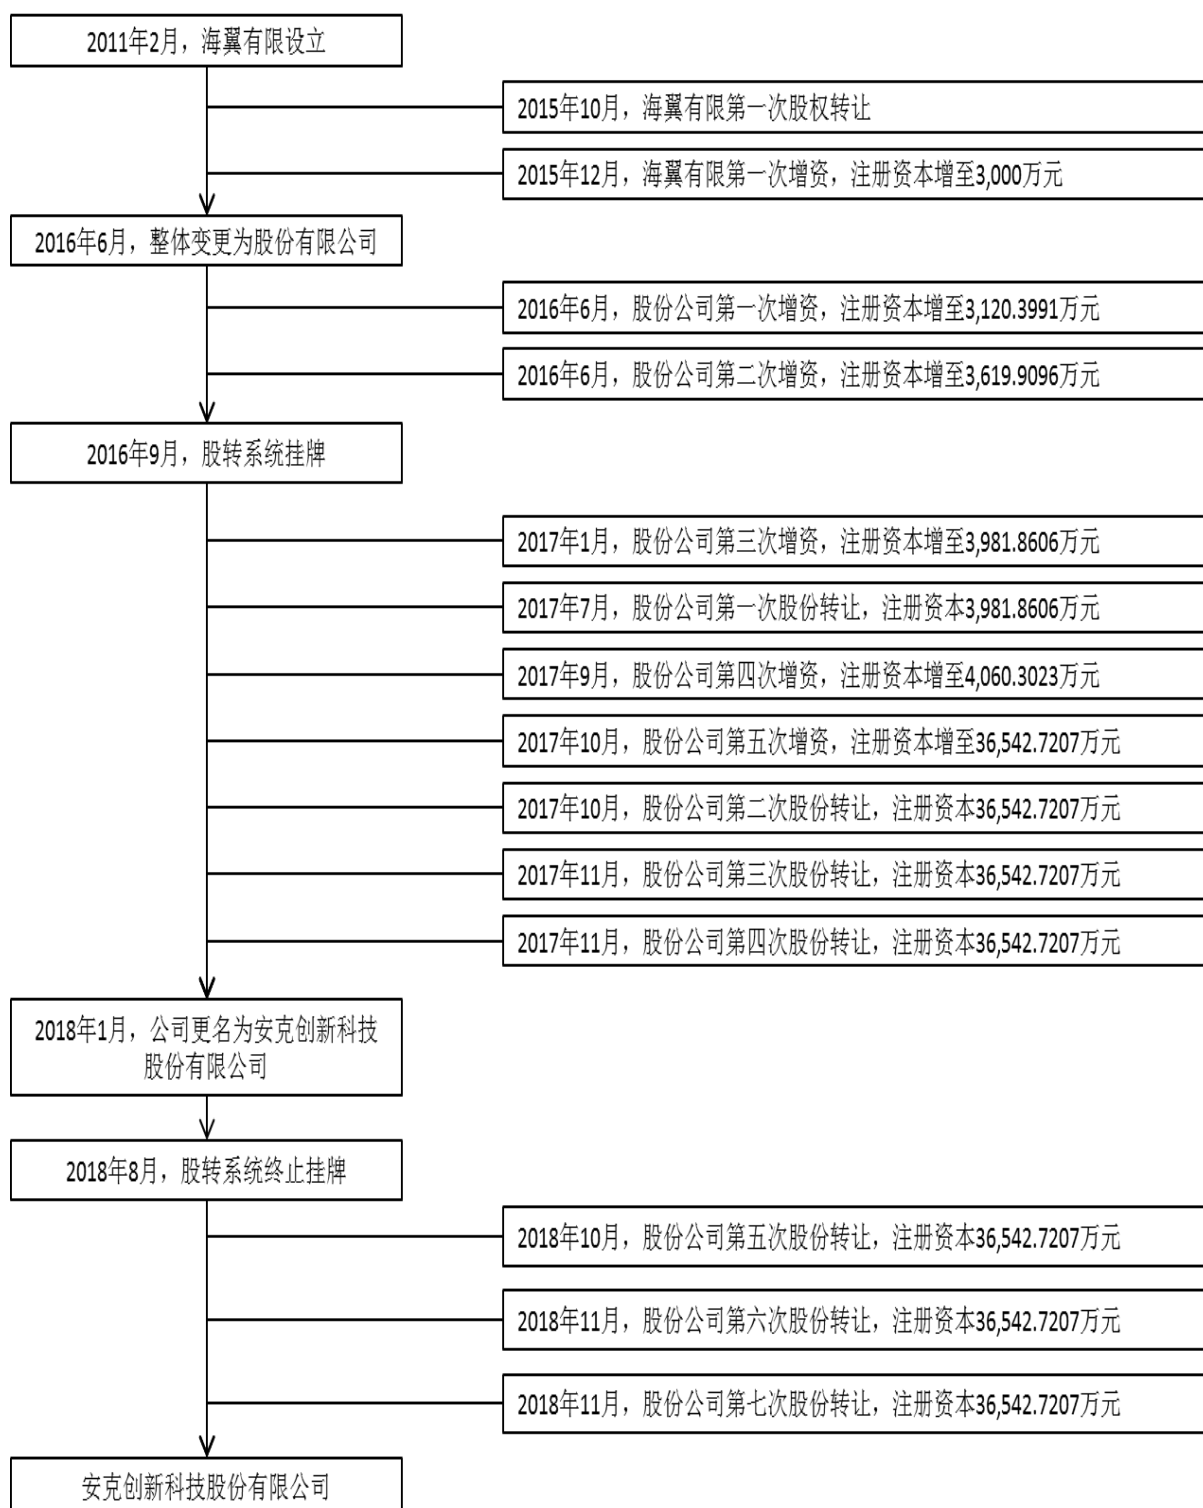 2011年2月，海翼有限设立
2015年10月，海翼有限第一次股权转让
2015年12月，海翼有限第一次增资，注册资本增至3,000万元
2016年6月，整体变更为股份有限公司
2016年6月，股份公司第一次增资，注册资本增至3,120.3991万元
2016年6月，股份公司第二次增资，注册资本增至3,619.9096万元
2016年9月，股转系统挂牌
2017年1月，股份公司第三次增资，注册资本增至3,981.8606万元
2017年7月，股份公司第一次股份转让，注册资本3,981.8606万元
2017年9月，股份公司第四次增资，注册资本增至4,060.3023万元
2017年10月，股份公司第五次增资，注册资本增至36,542.7207万元
2017年10月，股份公司第二次股份转让，注册资本36,542.7207万元
2017年11月，股份公司第三次股份转让，注册资本36,542.7207万元
2017年11月，股份公司第四次股份转让，注册资本36,542.7207万元
2018年1月，公司更名为安克创新科技
股份有限公司
2018年8月，股转系统终止挂牌
2018年10月，股份公司第五次股份转让，注册资本36,542.7207万元
2018年11月，股份公司第六次股份转让，注册资本36,542.7207万元
2018年11月，股份公司第七次股份转让，注册资本36,542.7207万元
安克创新科技股份有限公司